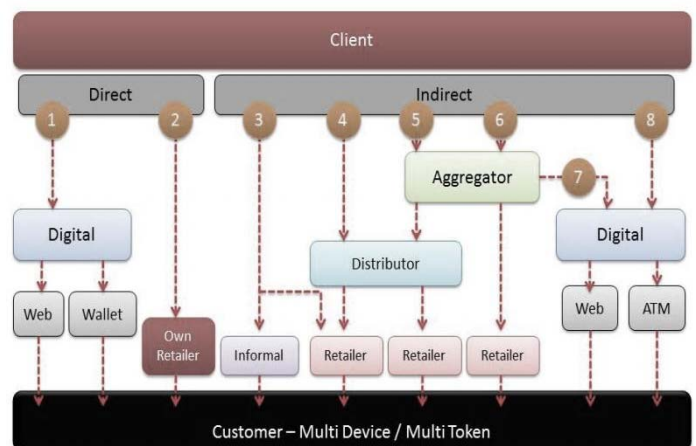 Client
Direct
Indirect
1
2
3
4
5
6
8
Aggregator
7
Digital
Distributor
Digital
Web
Wallet
Own
Retailer
Informal
Retailer
Retailer
Retailer
Web
ATM
Customer – Multi Device / Multi Token